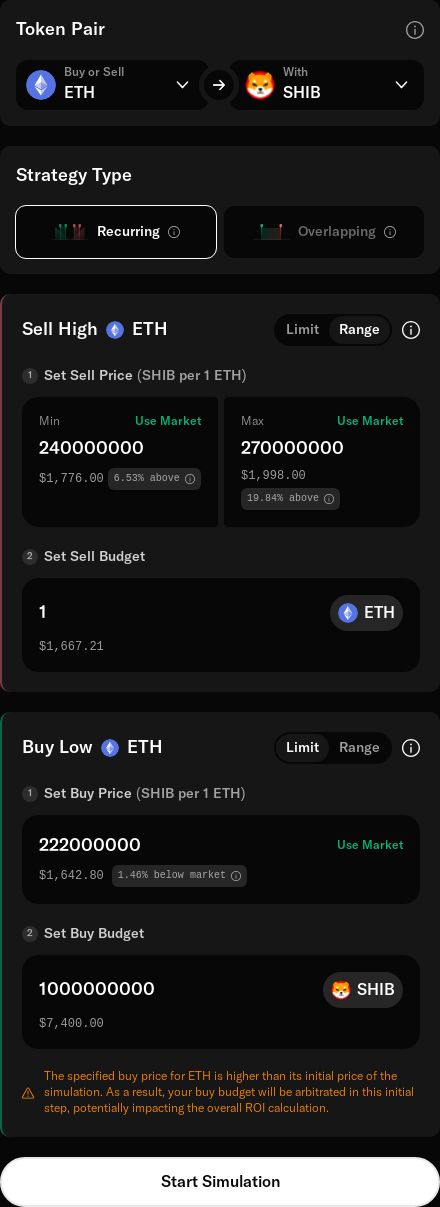 Token Pair
Buy or Sell
ETH
With
SHIB
Strategy Type
Recurring
Overlapping
Sell High ETH
Limit Range
1 Set Sell Price (SHIB per 1 ETH)
Min Use Market
240000000
$1,776.00 6.53% above
Max Use Market
270000000
$1,998.00
19.84% above
2 Set Sell Budget
1 ETH
$1,667.21
Buy Low ETH
Limit Range
1 Set Buy Price (SHIB per 1 ETH)
222000000 Use Market
$1,642.80 1.46% below market
2 Set Buy Budget
1000000000 SHIB
$7,400.00
The specified buy price for ETH is higher than its initial price of the
simulation. As a result, your buy budget will be arbitrated in this initial
step, potentially impacting the overall ROI calculation.
Start Simulation